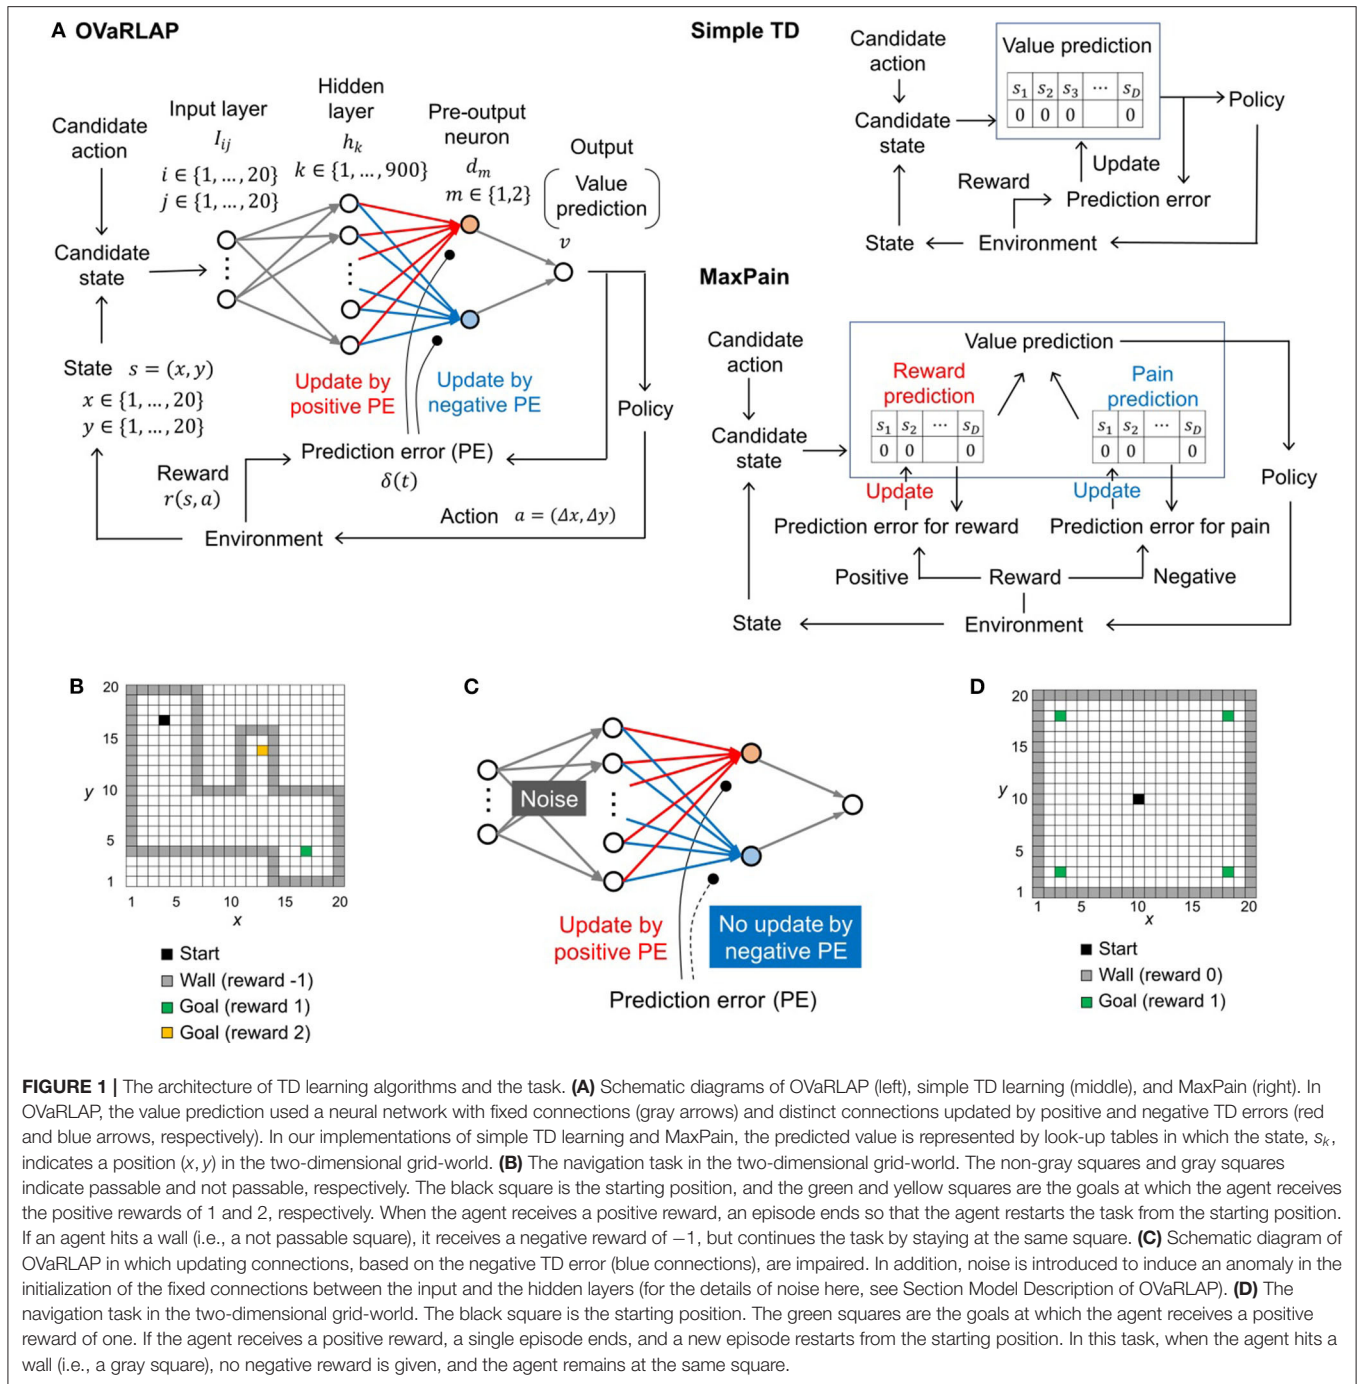 A OVaRLAP
Candidate
action
Input layer
I_ij
i ∈ {1, ..., 20}
j ∈ {1, ..., 20}
Hidden
layer
h_k
k ∈ {1, ..., 900}
Pre-output
neuron
d_m
m ∈ {1,2}
Output
Value
prediction
v
Candidate
state
State s = (x, y)
x ∈ {1, ..., 20}
y ∈ {1, ..., 20}
Update by
positive PE
Update by
negative PE
Policy
Prediction error (PE)
δ(t)
Reward
r(s, a)
Action a = (Δx, Δy)
Environment
Simple TD
Candidate
action
Value prediction
s_1 s_2 s_3 ⋯ s_D
0 0 0 0
Policy
Candidate
state
Update
Reward
Prediction error
State
Environment
MaxPain
Candidate
action
Value prediction
Reward
prediction
Pain
prediction
s_1 s_2 ⋯ s_D
0 0 0
s_1 s_2 ⋯ s_D
0 0 0
Candidate
state
Policy
Update
Update
Prediction error for reward
Prediction error for pain
Positive
Reward
Negative
State
Environment
B
20
15
y 10
5
1
1 5 10 15 20
x
Start
Wall (reward -1)
Goal (reward 1)
Goal (reward 2)
C
Noise
Update by
positive PE
No update by
negative PE
Prediction error (PE)
D
20
15
y
10
5
1
1 5 10 15 20
x
Start
Wall (reward 0)
Goal (reward 1)
FIGURE 1 | The architecture of TD learning algorithms and the task. (A) Schematic diagrams of OVaRLAP (left), simple TD learning (middle), and MaxPain (right). In
OVaRLAP, the value prediction used a neural network with fixed connections (gray arrows) and distinct connections updated by positive and negative TD errors (red
and blue arrows, respectively). In our implementations of simple TD learning and MaxPain, the predicted value is represented by look-up tables in which the state, s_k,
indicates a position (x, y) in the two-dimensional grid-world. (B) The navigation task in the two-dimensional grid-world. The non-gray squares and gray squares
indicate passable and not passable, respectively. The black square is the starting position, and the green and yellow squares are the goals at which the agent receives
the positive rewards of 1 and 2, respectively. When the agent receives a positive reward, an episode ends so that the agent restarts the task from the starting position.
If an agent hits a wall (i.e., a not passable square), it receives a negative reward of −1, but continues the task by staying at the same square. (C) Schematic diagram of
OVaRLAP in which updating connections, based on the negative TD error (blue connections), are impaired. In addition, noise is introduced to induce an anomaly in the
initialization of the fixed connections between the input and the hidden layers (for the details of noise here, see Section Model Description of OVaRLAP). (D) The
navigation task in the two-dimensional grid-world. The black square is the starting position. The green squares are the goals at which the agent receives a positive
reward of one. If the agent receives a positive reward, a single episode ends, and a new episode restarts from the starting position. In this task, when the agent hits a
wall (i.e., a gray square), no negative reward is given, and the agent remains at the same square.